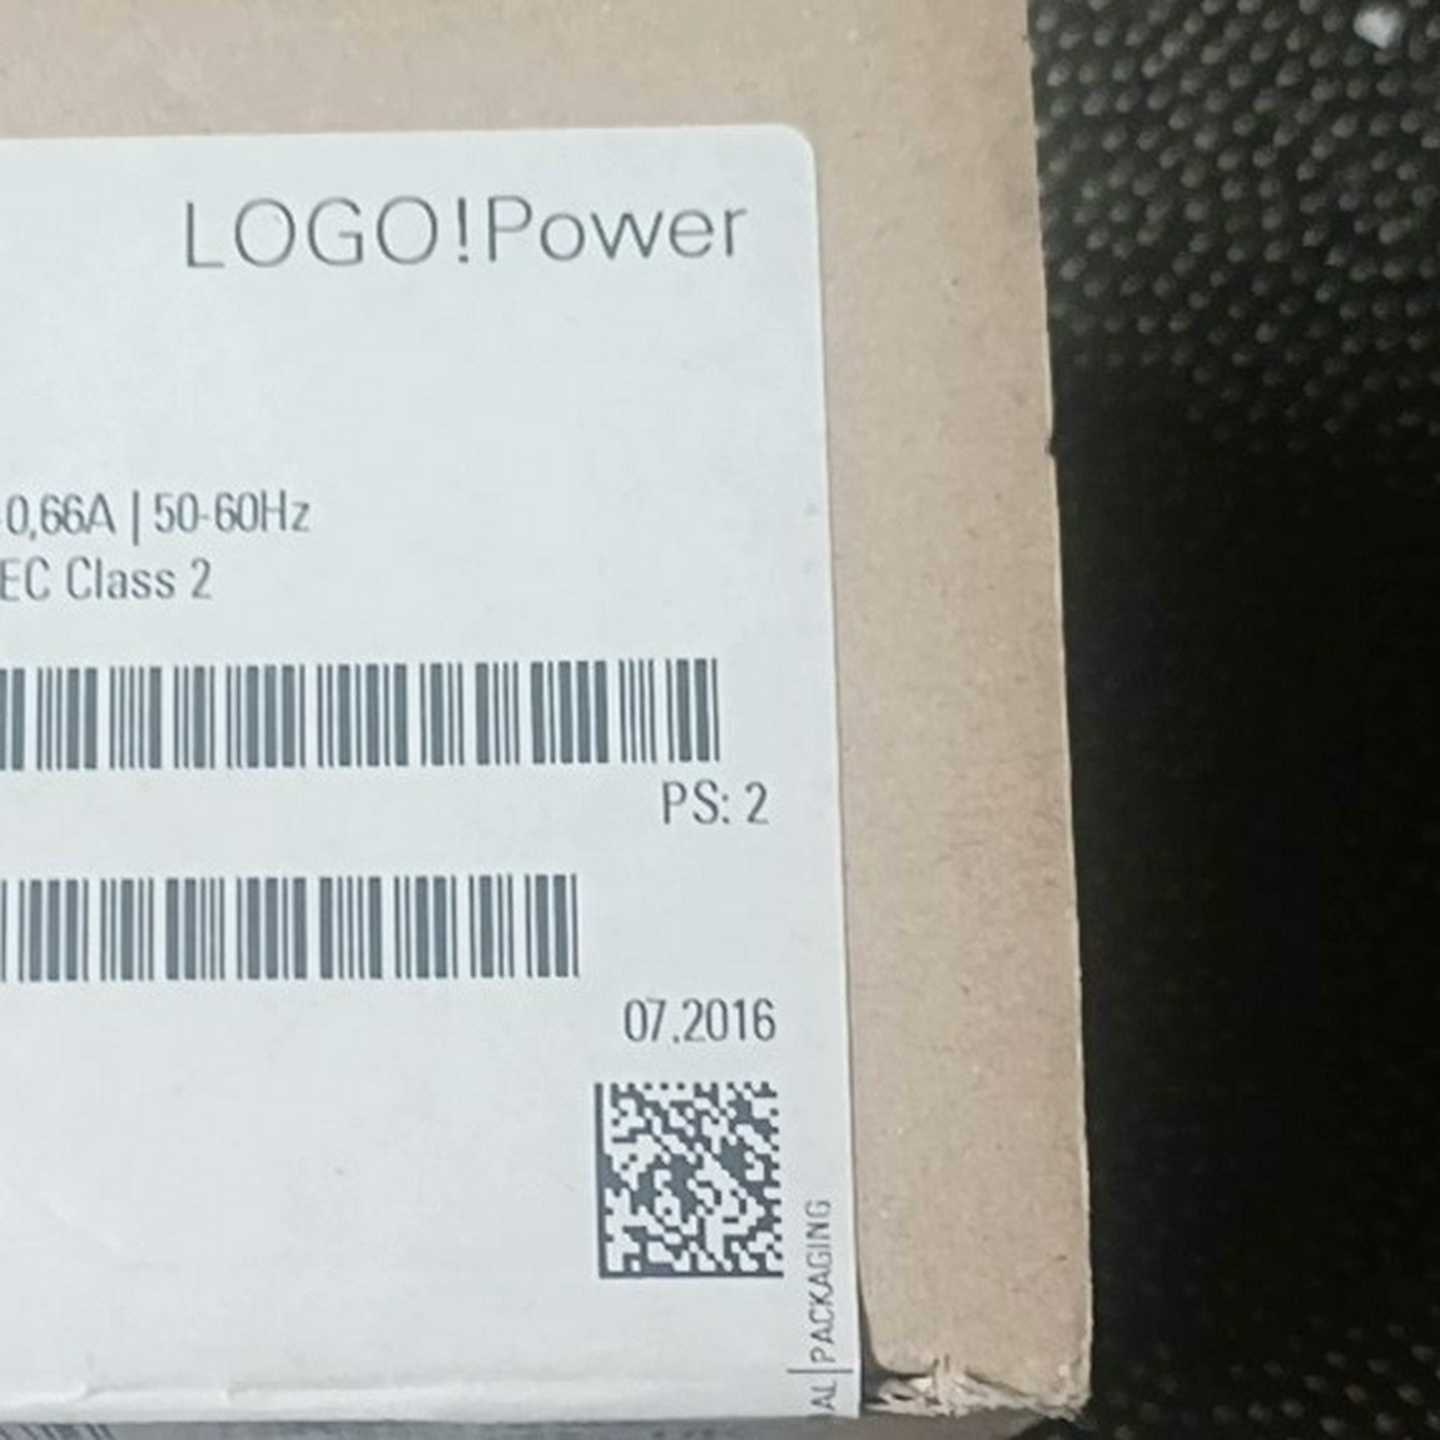 LOGO!Power
-0,66A | 50-60Hz
EC Class 2
PS: 2
07.2016
AL | PACKAGING